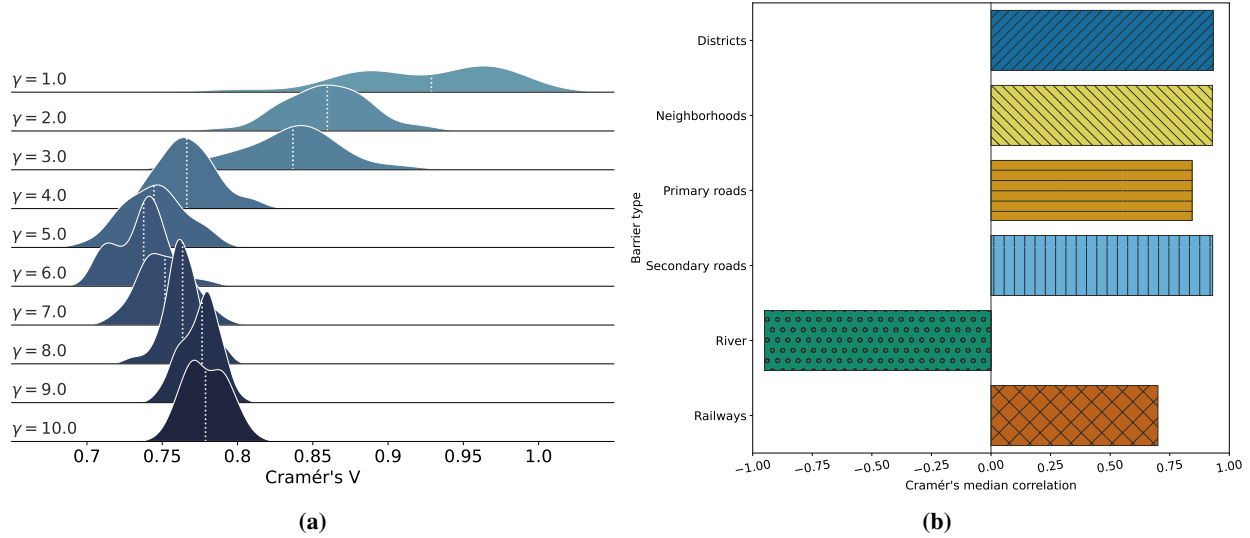 γ = 1.0
γ = 2.0
γ = 3.0
γ = 4.0
γ = 5.0
γ = 6.0
γ = 7.0
γ = 8.0
γ = 9.0
γ = 10.0
0.7 0.75 0.8 0.85 0.9 0.95 1.0
Cramér's V
(a)
Barrier type
Districts
Neighborhoods
Primary roads
Secondary roads
River
Railways
−1.00 −0.75 −0.50 −0.25 0.00 0.25 0.50 0.75 1.00
Cramér's median correlation
(b)